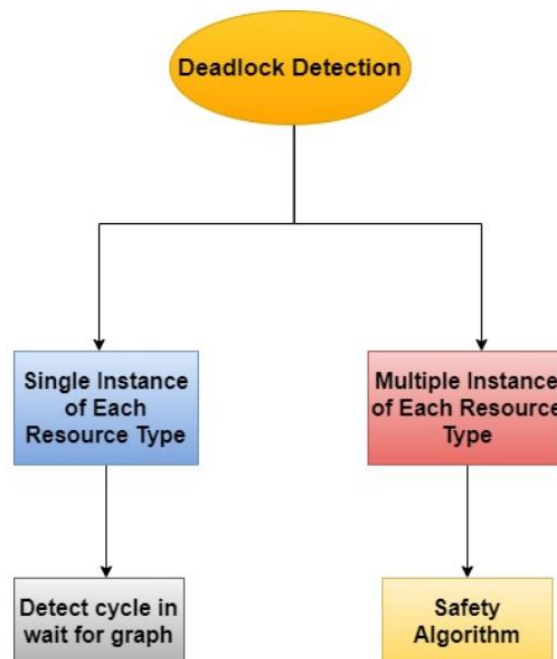 Deadlock Detection
Single Instance
of Each
Resource Type
Multiple Instance
of Each Resource
Type
Detect cycle in
wait for graph
Safety
Algorithm